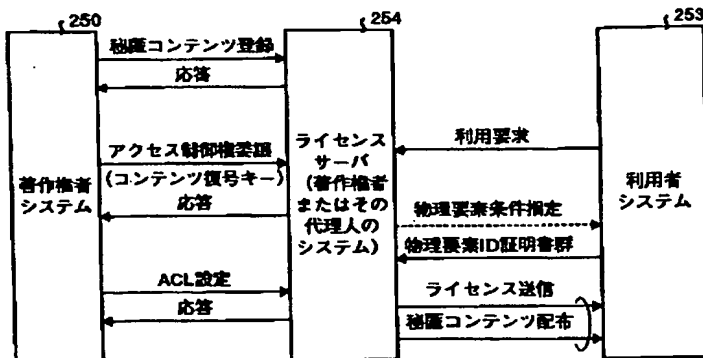 250
254
253
秘匿コンテンツ登録
応答
アクセス制御権委譲
(コンテンツ復号キー)
応答
ACL設定
応答
著作権者
システム
ライセンス
サーバ
(著作権者
またはその
代理人の
システム)
利用要求
物理要素条件指定
物理要素ID証明書群
ライセンス送信
秘匿コンテンツ配布
利用者
システム